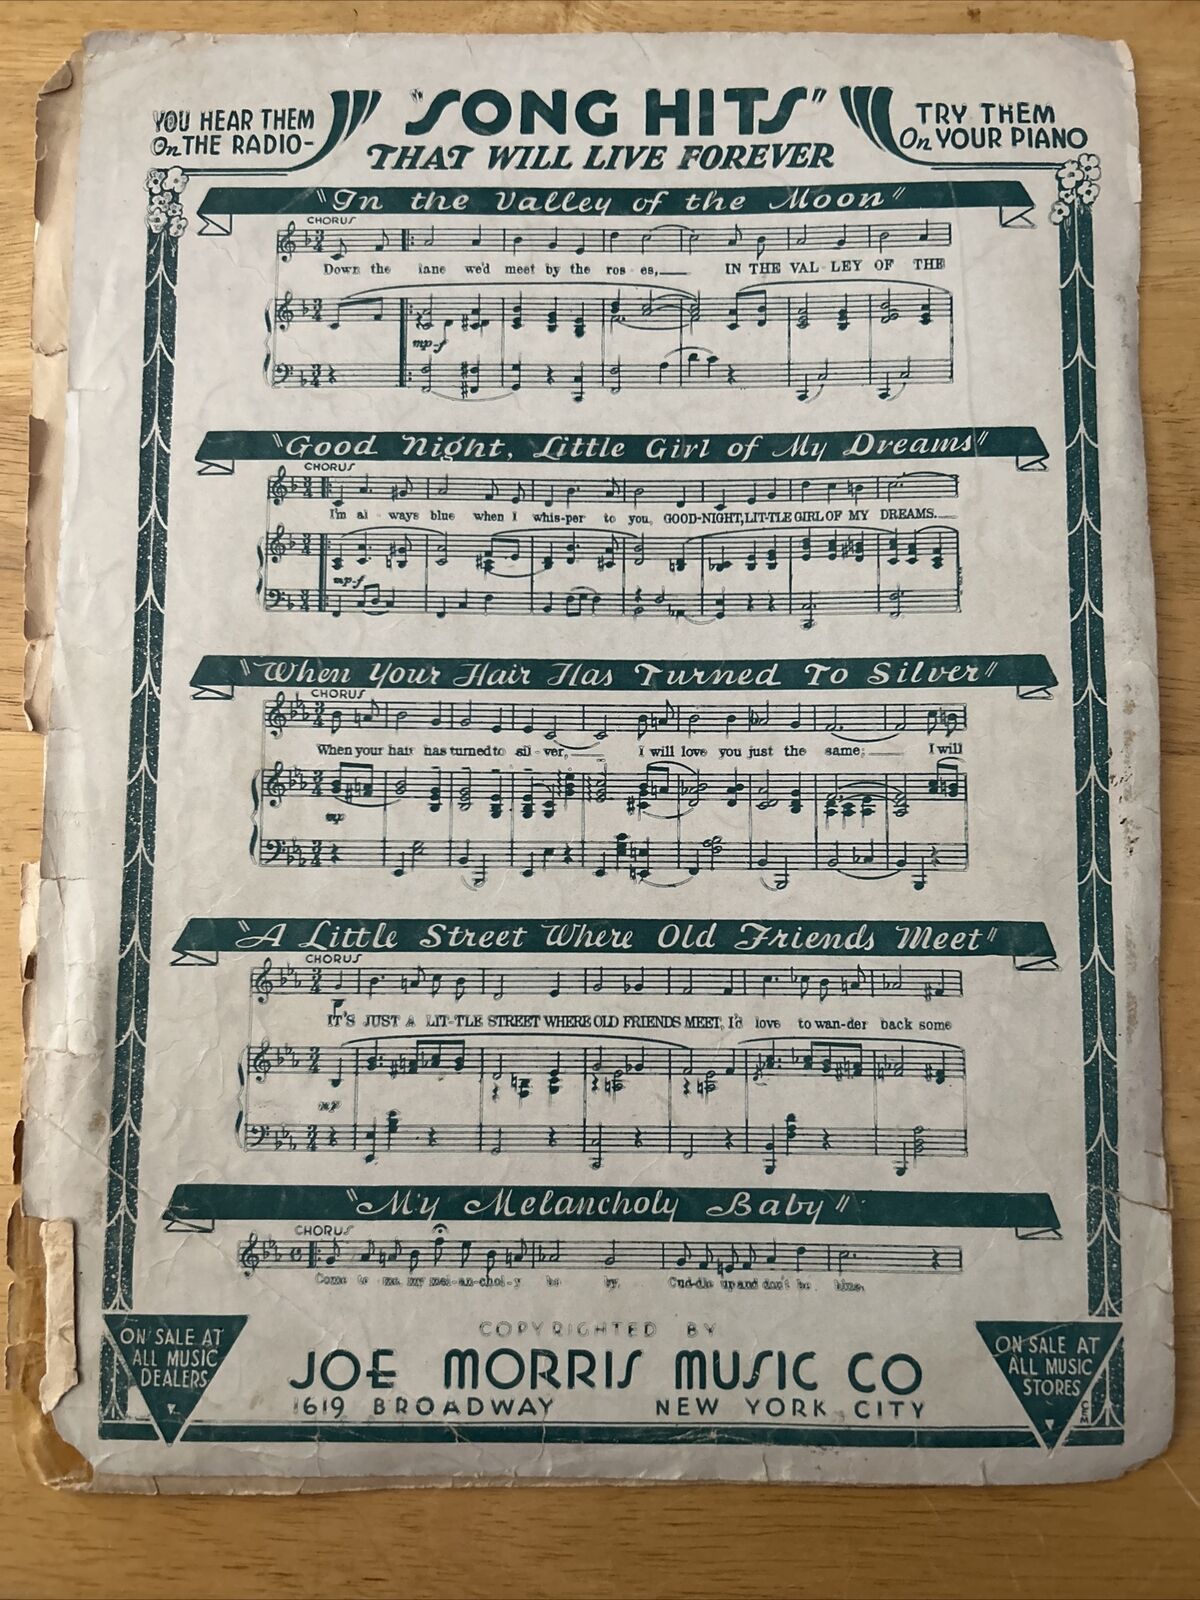 YOU HEAR THEM
On THE RADIO-
"SONG HITS"
THAT WILL LIVE FOREVER
TRY THEM
On YOUR PIANO
"In the Valley of the Moon"
CHORUS
Down the lane we'd meet by the ros - es, IN THE VAL - LEY OF THE
mp-f
"Good Night, Little Girl of My Dreams"
CHORUS
I'm al - ways blue when I whis-per to you, GOOD-NIGHT, LIT-TLE GIRL OF MY DREAMS.
mp-f
"When Your Hair Has Turned To Silver"
CHORUS
When your hair has turned to sil - ver, I will love you just the same; I will
mp
"A Little Street Where Old Friends Meet"
CHORUS
IT'S JUST A LIT-TLE STREET WHERE OLD FRIENDS MEET, I'd love to wan-der back some
mp
"My Melancholy Baby"
CHORUS
Come to me my mel-an-chol-y ba by, Cud-dle up and don't be blue.
COPYRIGHTED BY
JOE MORRIS MUSIC CO
1619 BROADWAY NEW YORK CITY
ON SALE AT
ALL MUSIC
DEALERS
ON SALE AT
ALL MUSIC
STORES